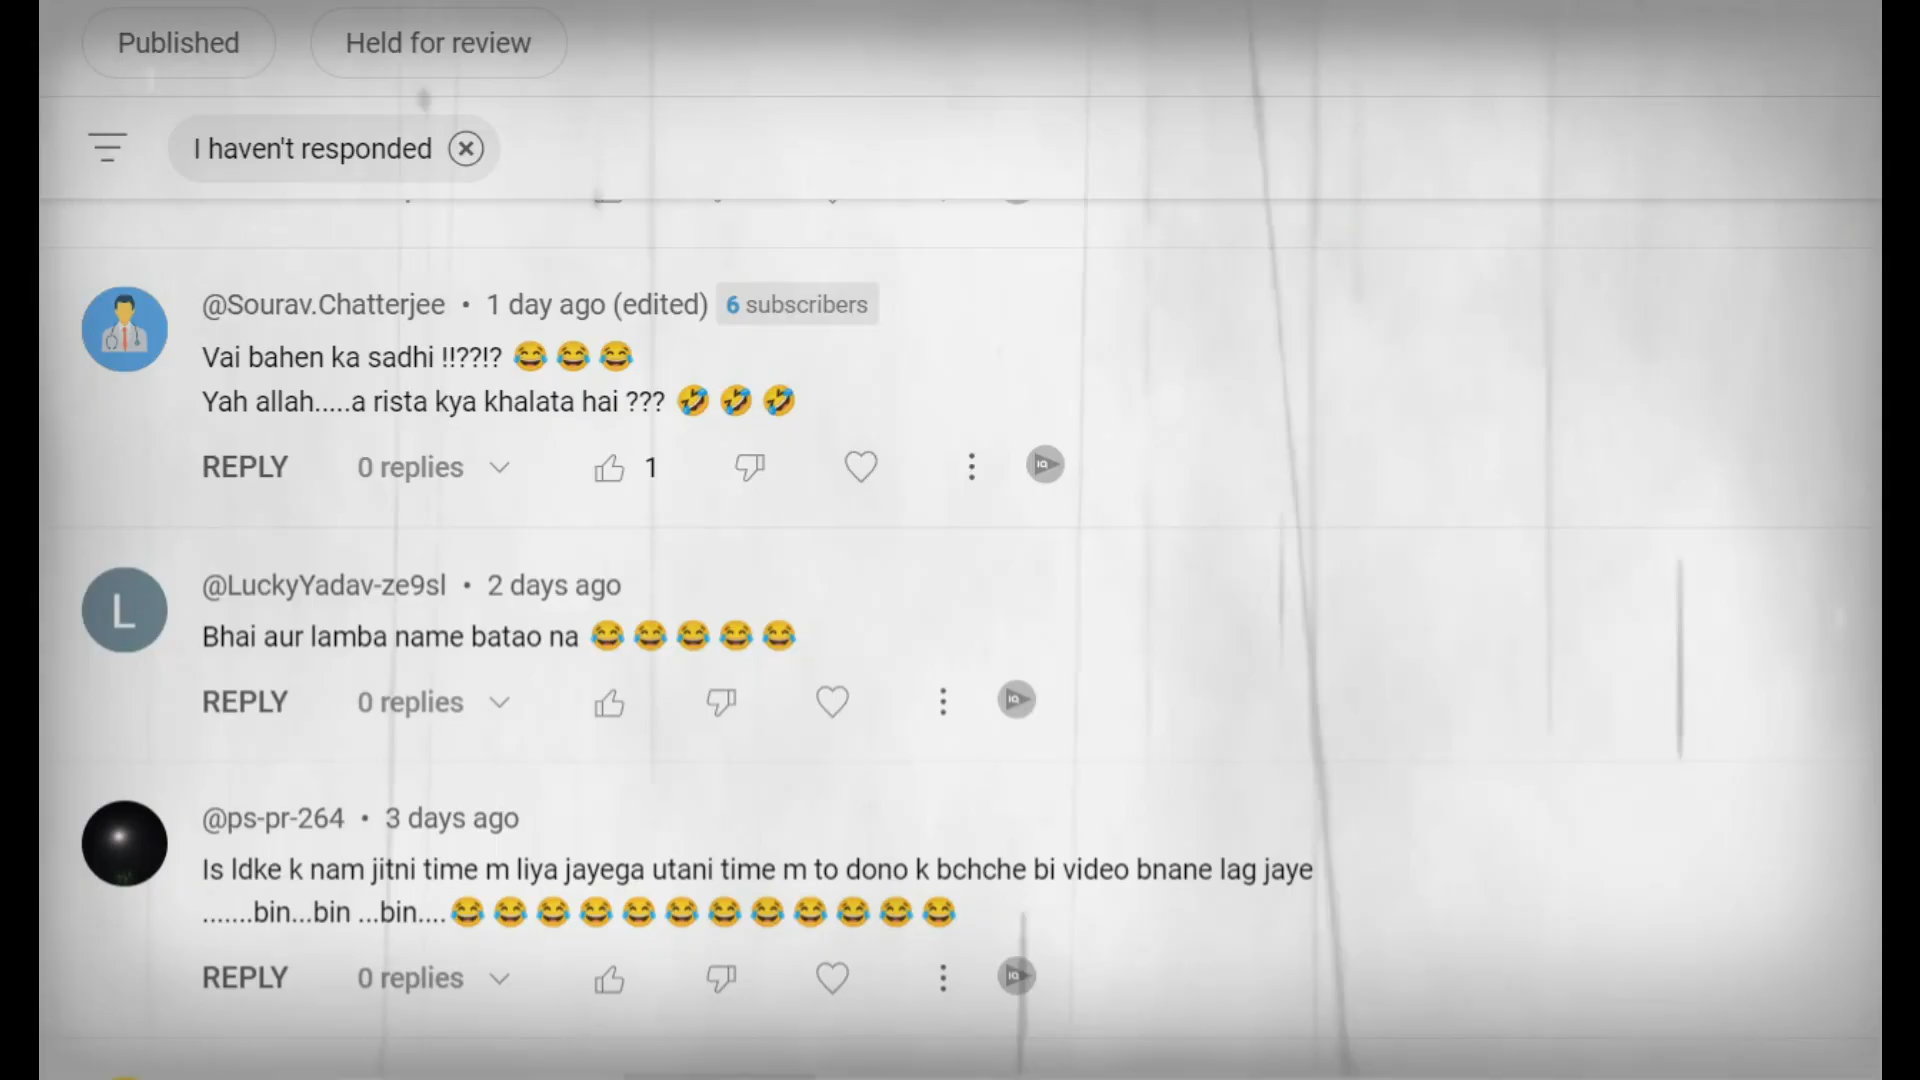 Published Held for review
I haven't responded
@Sourav.Chatterjee • 1 day ago (edited) 6 subscribers
Vai bahen ka sadhi !!??!? 😂 😂 😂
Yah allah.....a rista kya khalata hai ??? 🤣 🤣 🤣
REPLY 0 replies 1
L
@LuckyYadav-ze9sl • 2 days ago
Bhai aur lamba name batao na 😂 😂 😂 😂 😂
REPLY 0 replies
@ps-pr-264 • 3 days ago
Is ldke k nam jitni time m liya jayega utani time m to dono k bchche bi video bnane lag jaye
.......bin...bin ...bin.... 😂 😂 😂 😂 😂 😂 😂 😂 😂 😂 😂 😂
REPLY 0 replies